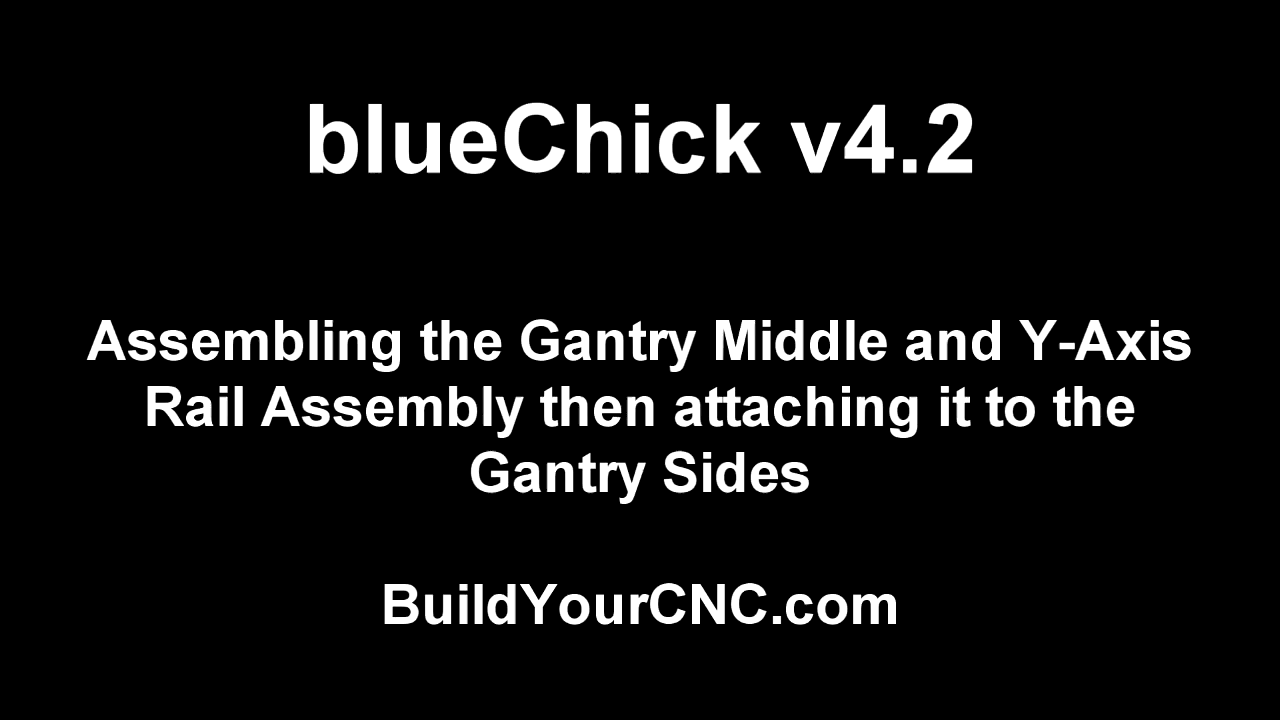 blueChick v4.2
Assembling the Gantry Middle and Y-Axis
Rail Assembly then attaching it to the
Gantry Sides
BuildYourCNC.com